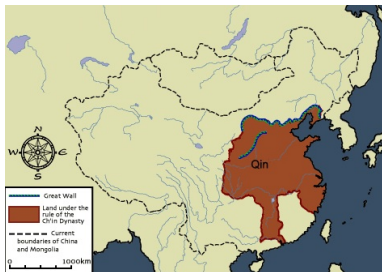 Qin
N
W E
S
Great Wall
Land under the
rule of the
Ch'in Dynasty
Current
boundaries of China
and Mongolia
0 1000km